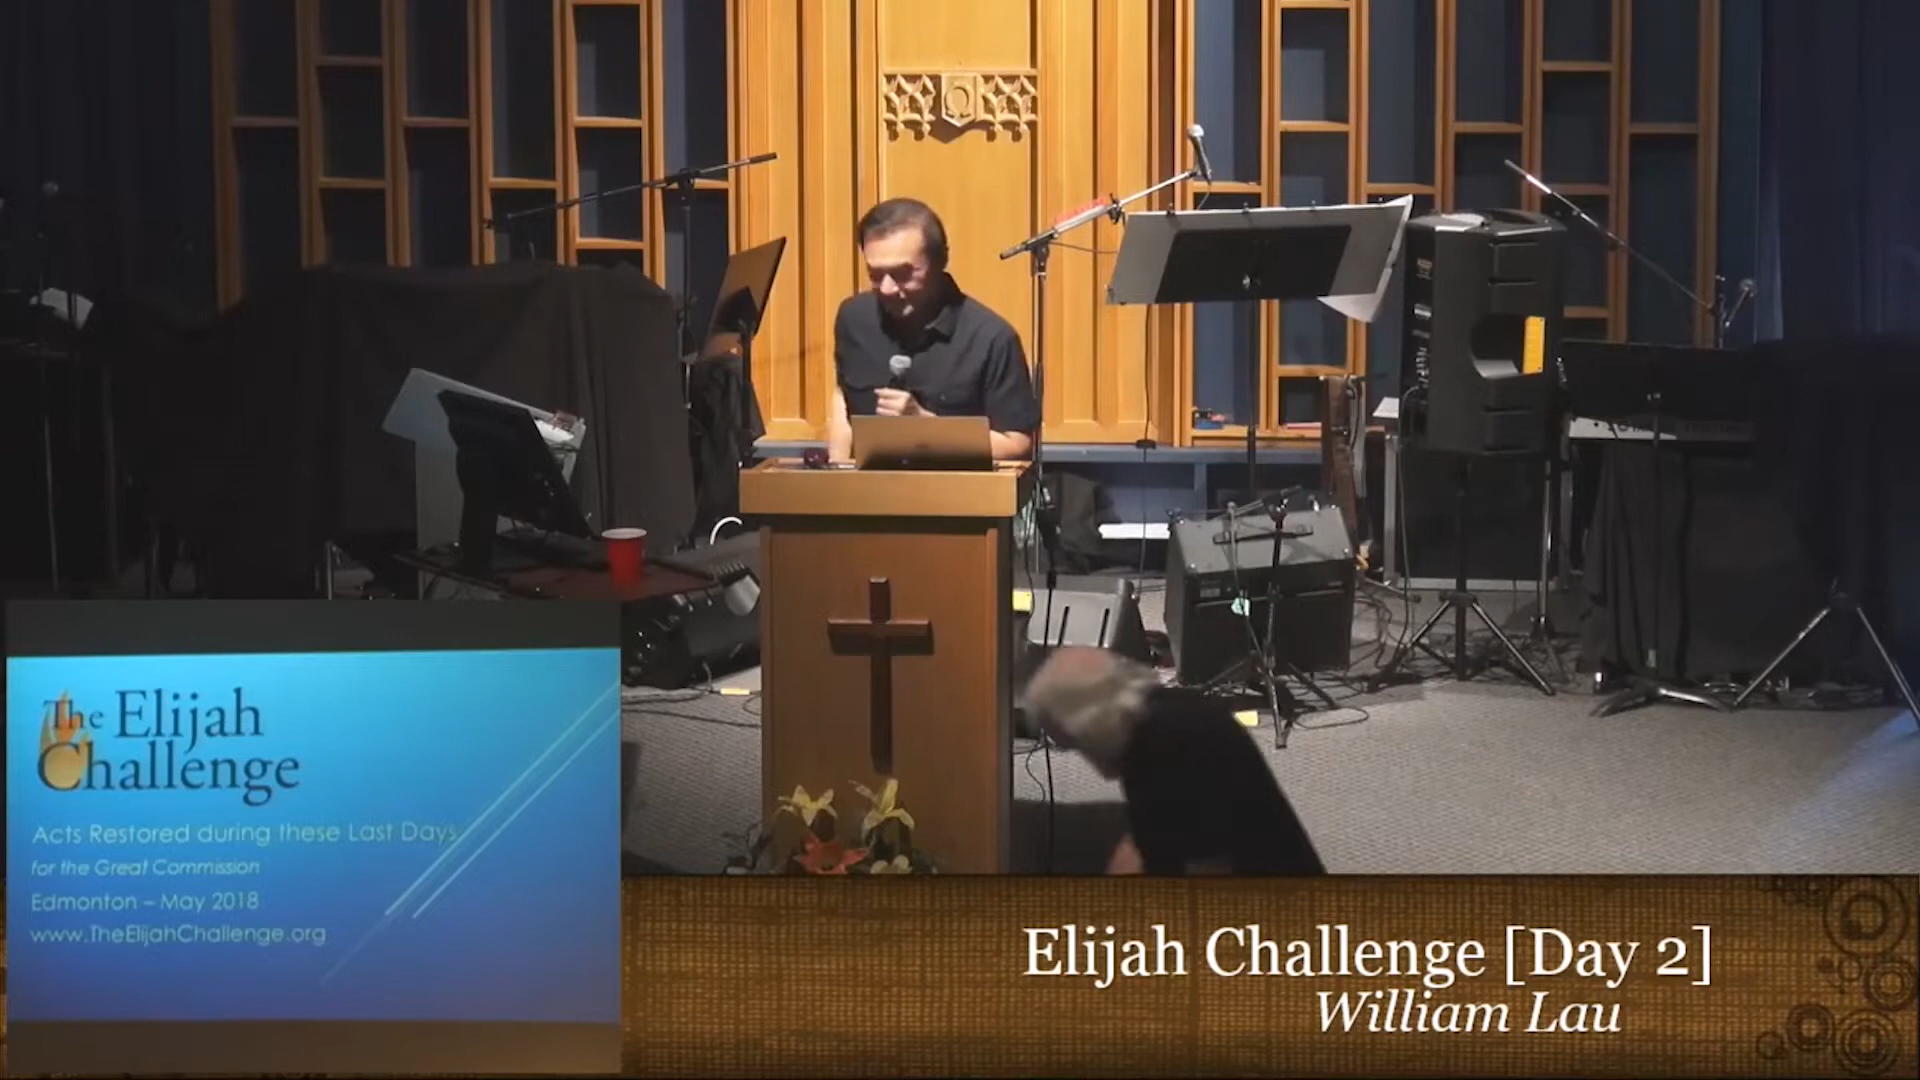 The Elijah
Challenge
Acts Restored during these Last Days
for the Great Commission
Edmonton – May 2018
www.TheElijahChallenge.org
Elijah Challenge [Day 2]
William Lau